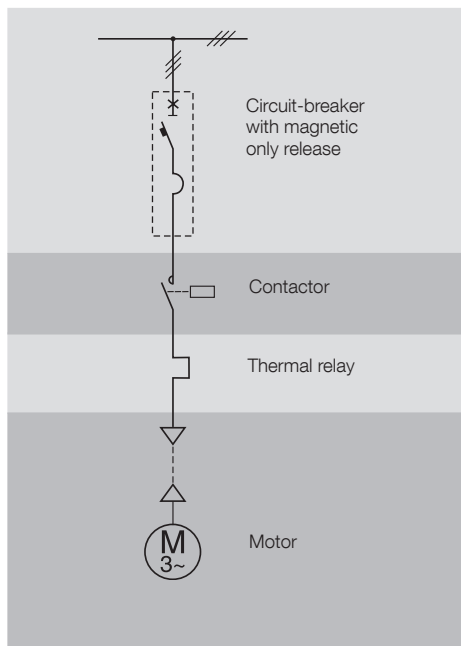 Circuit-breaker
with magnetic
only release
Contactor
Thermal relay
M
3~
Motor